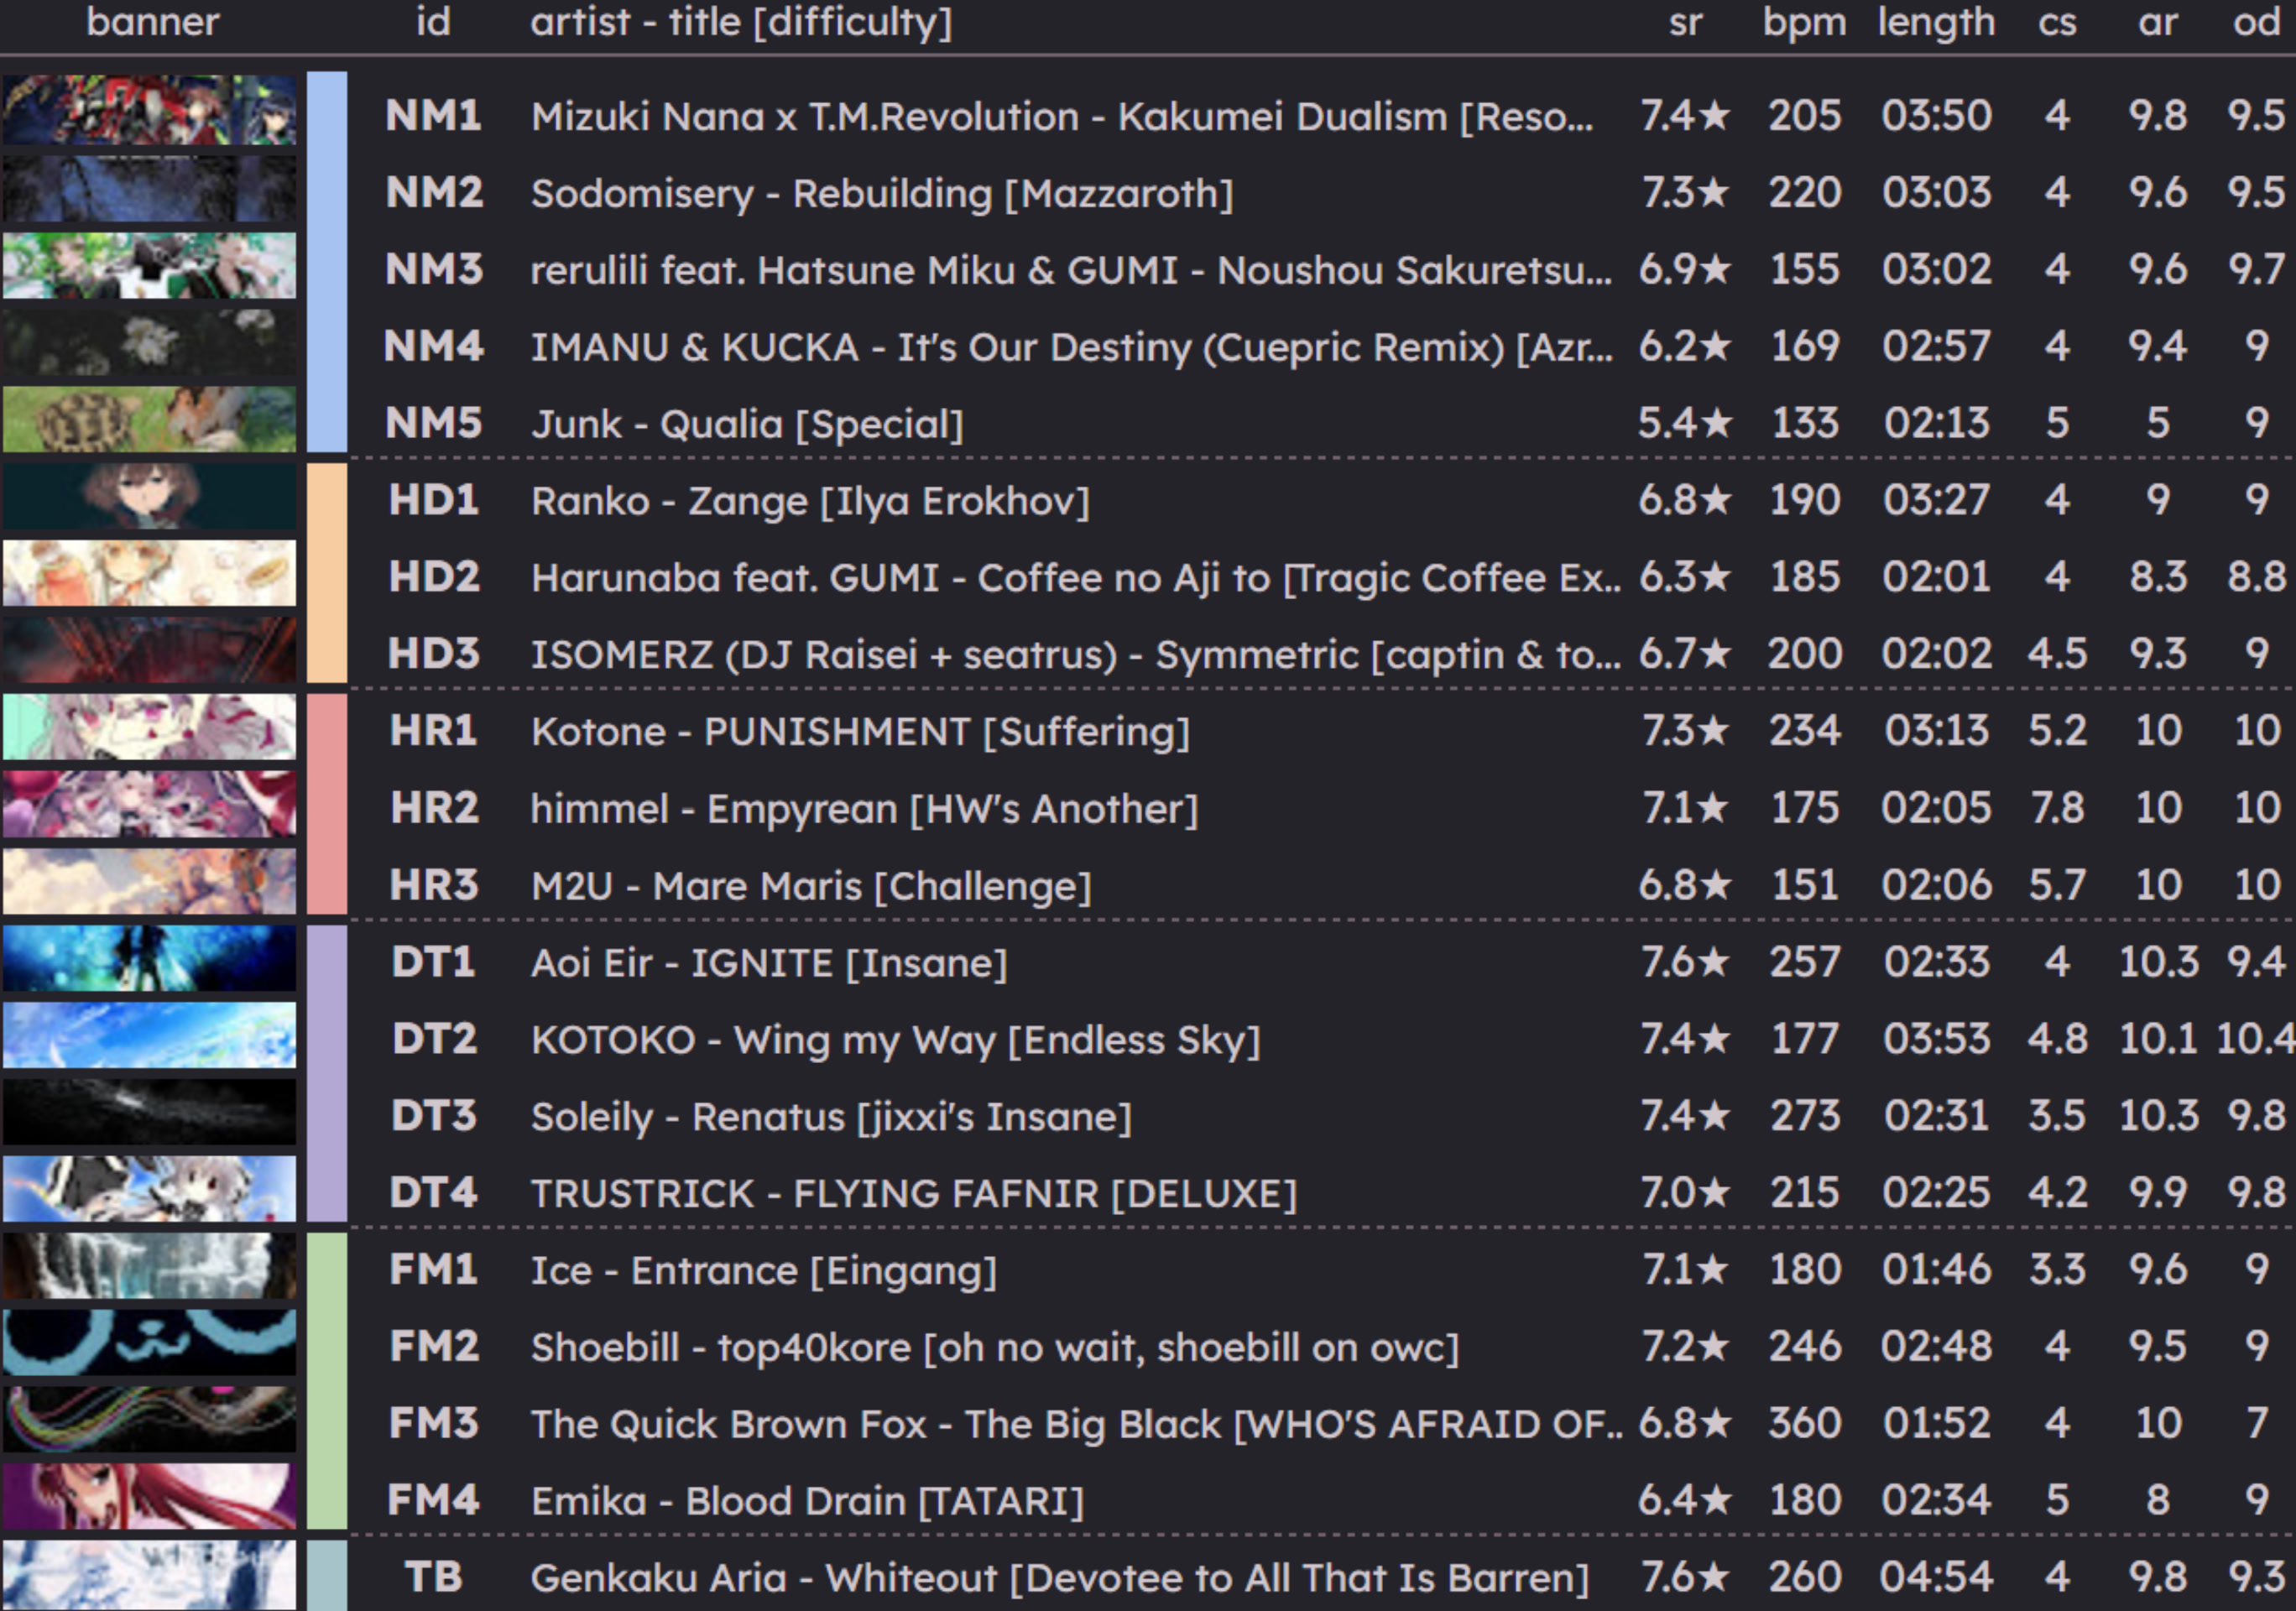 banner id artist - title [difficulty] sr bpm length cs ar od
NM1 Mizuki Nana x T.M.Revolution - Kakumei Dualism [Reso... 7.4★ 205 03:50 4 9.8 9.5
NM2 Sodomisery - Rebuilding [Mazzaroth] 7.3★ 220 03:03 4 9.6 9.5
NM3 rerulili feat. Hatsune Miku & GUMI - Noushou Sakuretsu... 6.9★ 155 03:02 4 9.6 9.7
NM4 IMANU & KUCKA - It's Our Destiny (Cuepric Remix) [Azr... 6.2★ 169 02:57 4 9.4 9
NM5 Junk - Qualia [Special] 5.4★ 133 02:13 5 5 9
HD1 Ranko - Zange [Ilya Erokhov] 6.8★ 190 03:27 4 9 9
HD2 Harunaba feat. GUMI - Coffee no Aji to [Tragic Coffee Ex.. 6.3★ 185 02:01 4 8.3 8.8
HD3 ISOMERZ (DJ Raisei + seatrus) - Symmetric [captin & to... 6.7★ 200 02:02 4.5 9.3 9
HR1 Kotone - PUNISHMENT [Suffering] 7.3★ 234 03:13 5.2 10 10
HR2 himmel - Empyrean [HW's Another] 7.1★ 175 02:05 7.8 10 10
HR3 M2U - Mare Maris [Challenge] 6.8★ 151 02:06 5.7 10 10
DT1 Aoi Eir - IGNITE [Insane] 7.6★ 257 02:33 4 10.3 9.4
DT2 KOTOKO - Wing my Way [Endless Sky] 7.4★ 177 03:53 4.8 10.1 10.4
DT3 Soleily - Renatus [jixxi's Insane] 7.4★ 273 02:31 3.5 10.3 9.8
DT4 TRUSTRICK - FLYING FAFNIR [DELUXE] 7.0★ 215 02:25 4.2 9.9 9.8
FM1 Ice - Entrance [Eingang] 7.1★ 180 01:46 3.3 9.6 9
FM2 Shoebill - top40kore [oh no wait, shoebill on owc] 7.2★ 246 02:48 4 9.5 9
FM3 The Quick Brown Fox - The Big Black [WHO'S AFRAID OF.. 6.8★ 360 01:52 4 10 7
FM4 Emika - Blood Drain [TATARI] 6.4★ 180 02:34 5 8 9
TB Genkaku Aria - Whiteout [Devotee to All That Is Barren] 7.6★ 260 04:54 4 9.8 9.3